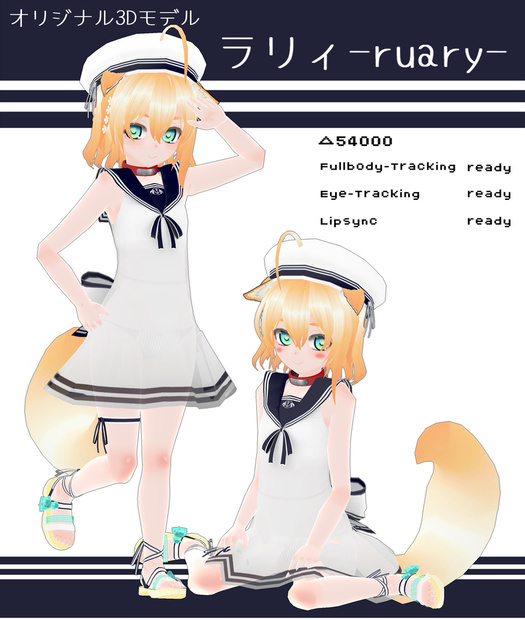 オリジナル3Dモデル
ラリィ-ruary-
△54000
Fullbody-Tracking ready
Eye-Tracking ready
LipSync ready